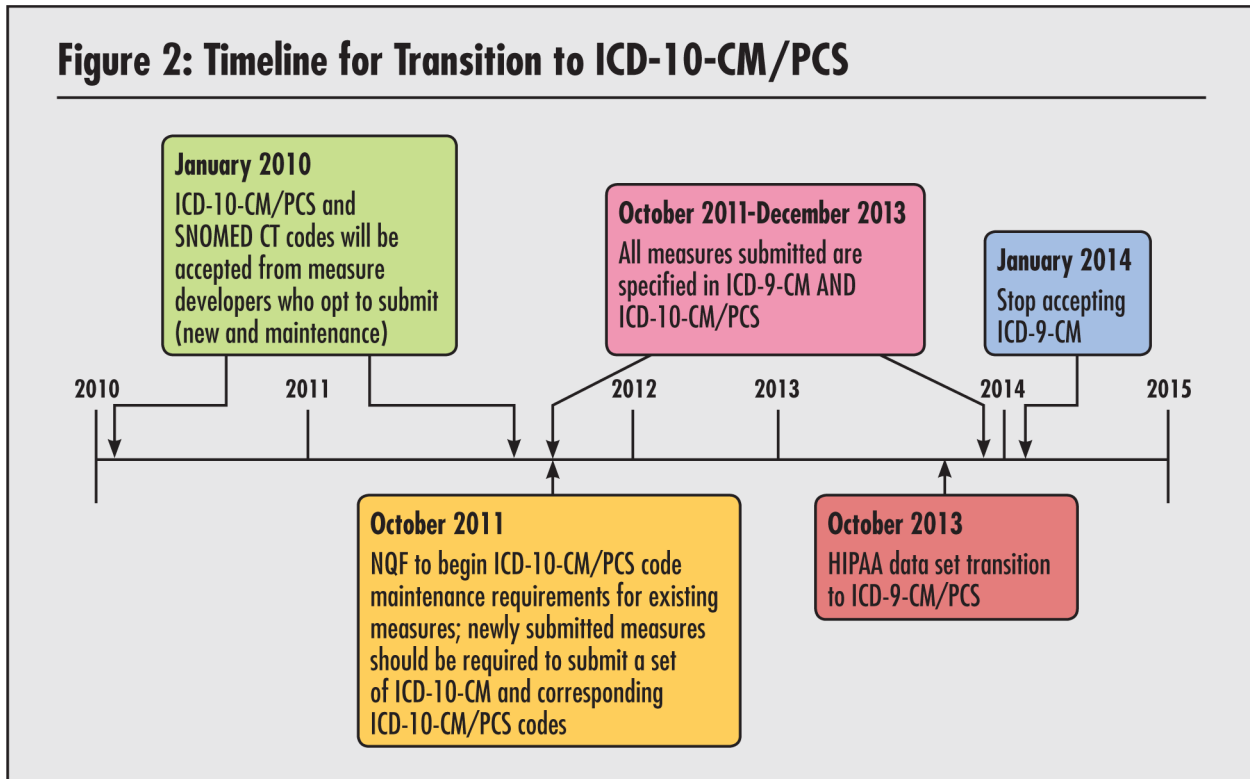 Figure 2: Timeline for Transition to ICD-10-CM/PCS
January 2010
ICD-10-CM/PCS and
SNOMED CT codes will be
accepted from measure
developers who opt to submit
(new and maintenance)
October 2011-December 2013
All measures submitted are
specified in ICD-9-CM AND
ICD-10-CM/PCS
January 2014
Stop accepting
ICD-9-CM
2010
2011
2012
2013
2014
2015
October 2011
NQF to begin ICD-10-CM/PCS code
maintenance requirements for existing
measures; newly submitted measures
should be required to submit a set
of ICD-10-CM and corresponding
ICD-10-CM/PCS codes
October 2013
HIPAA data set transition
to ICD-9-CM/PCS